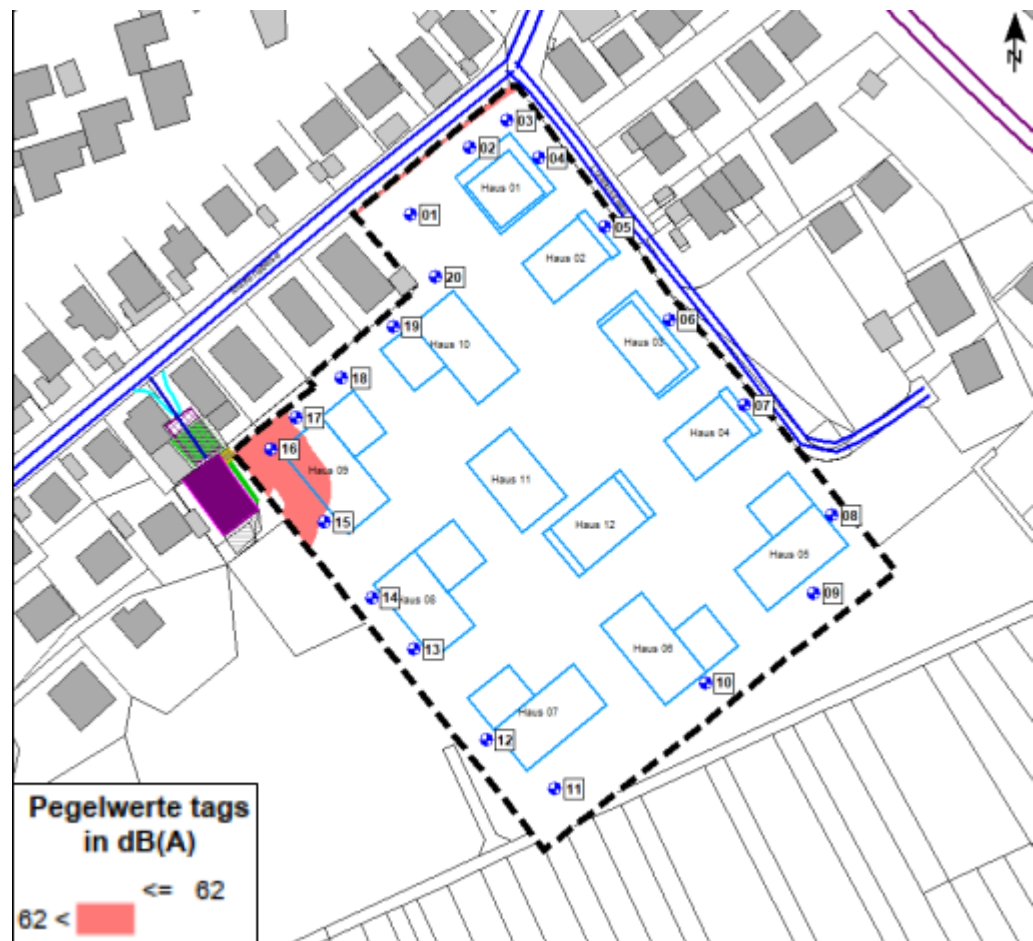 N
03
02
04
Haus 01
01
05
Haus 02
20
06
19
Haus 10
Haus 03
18
07
17
Haus 04
16
Haus 09
Haus 11
08
15
Haus 12
Haus 05
09
14
Haus 08
13
Haus 06
10
Haus 07
12
11
Pegelwerte tags
in dB(A)
<= 62
62 <